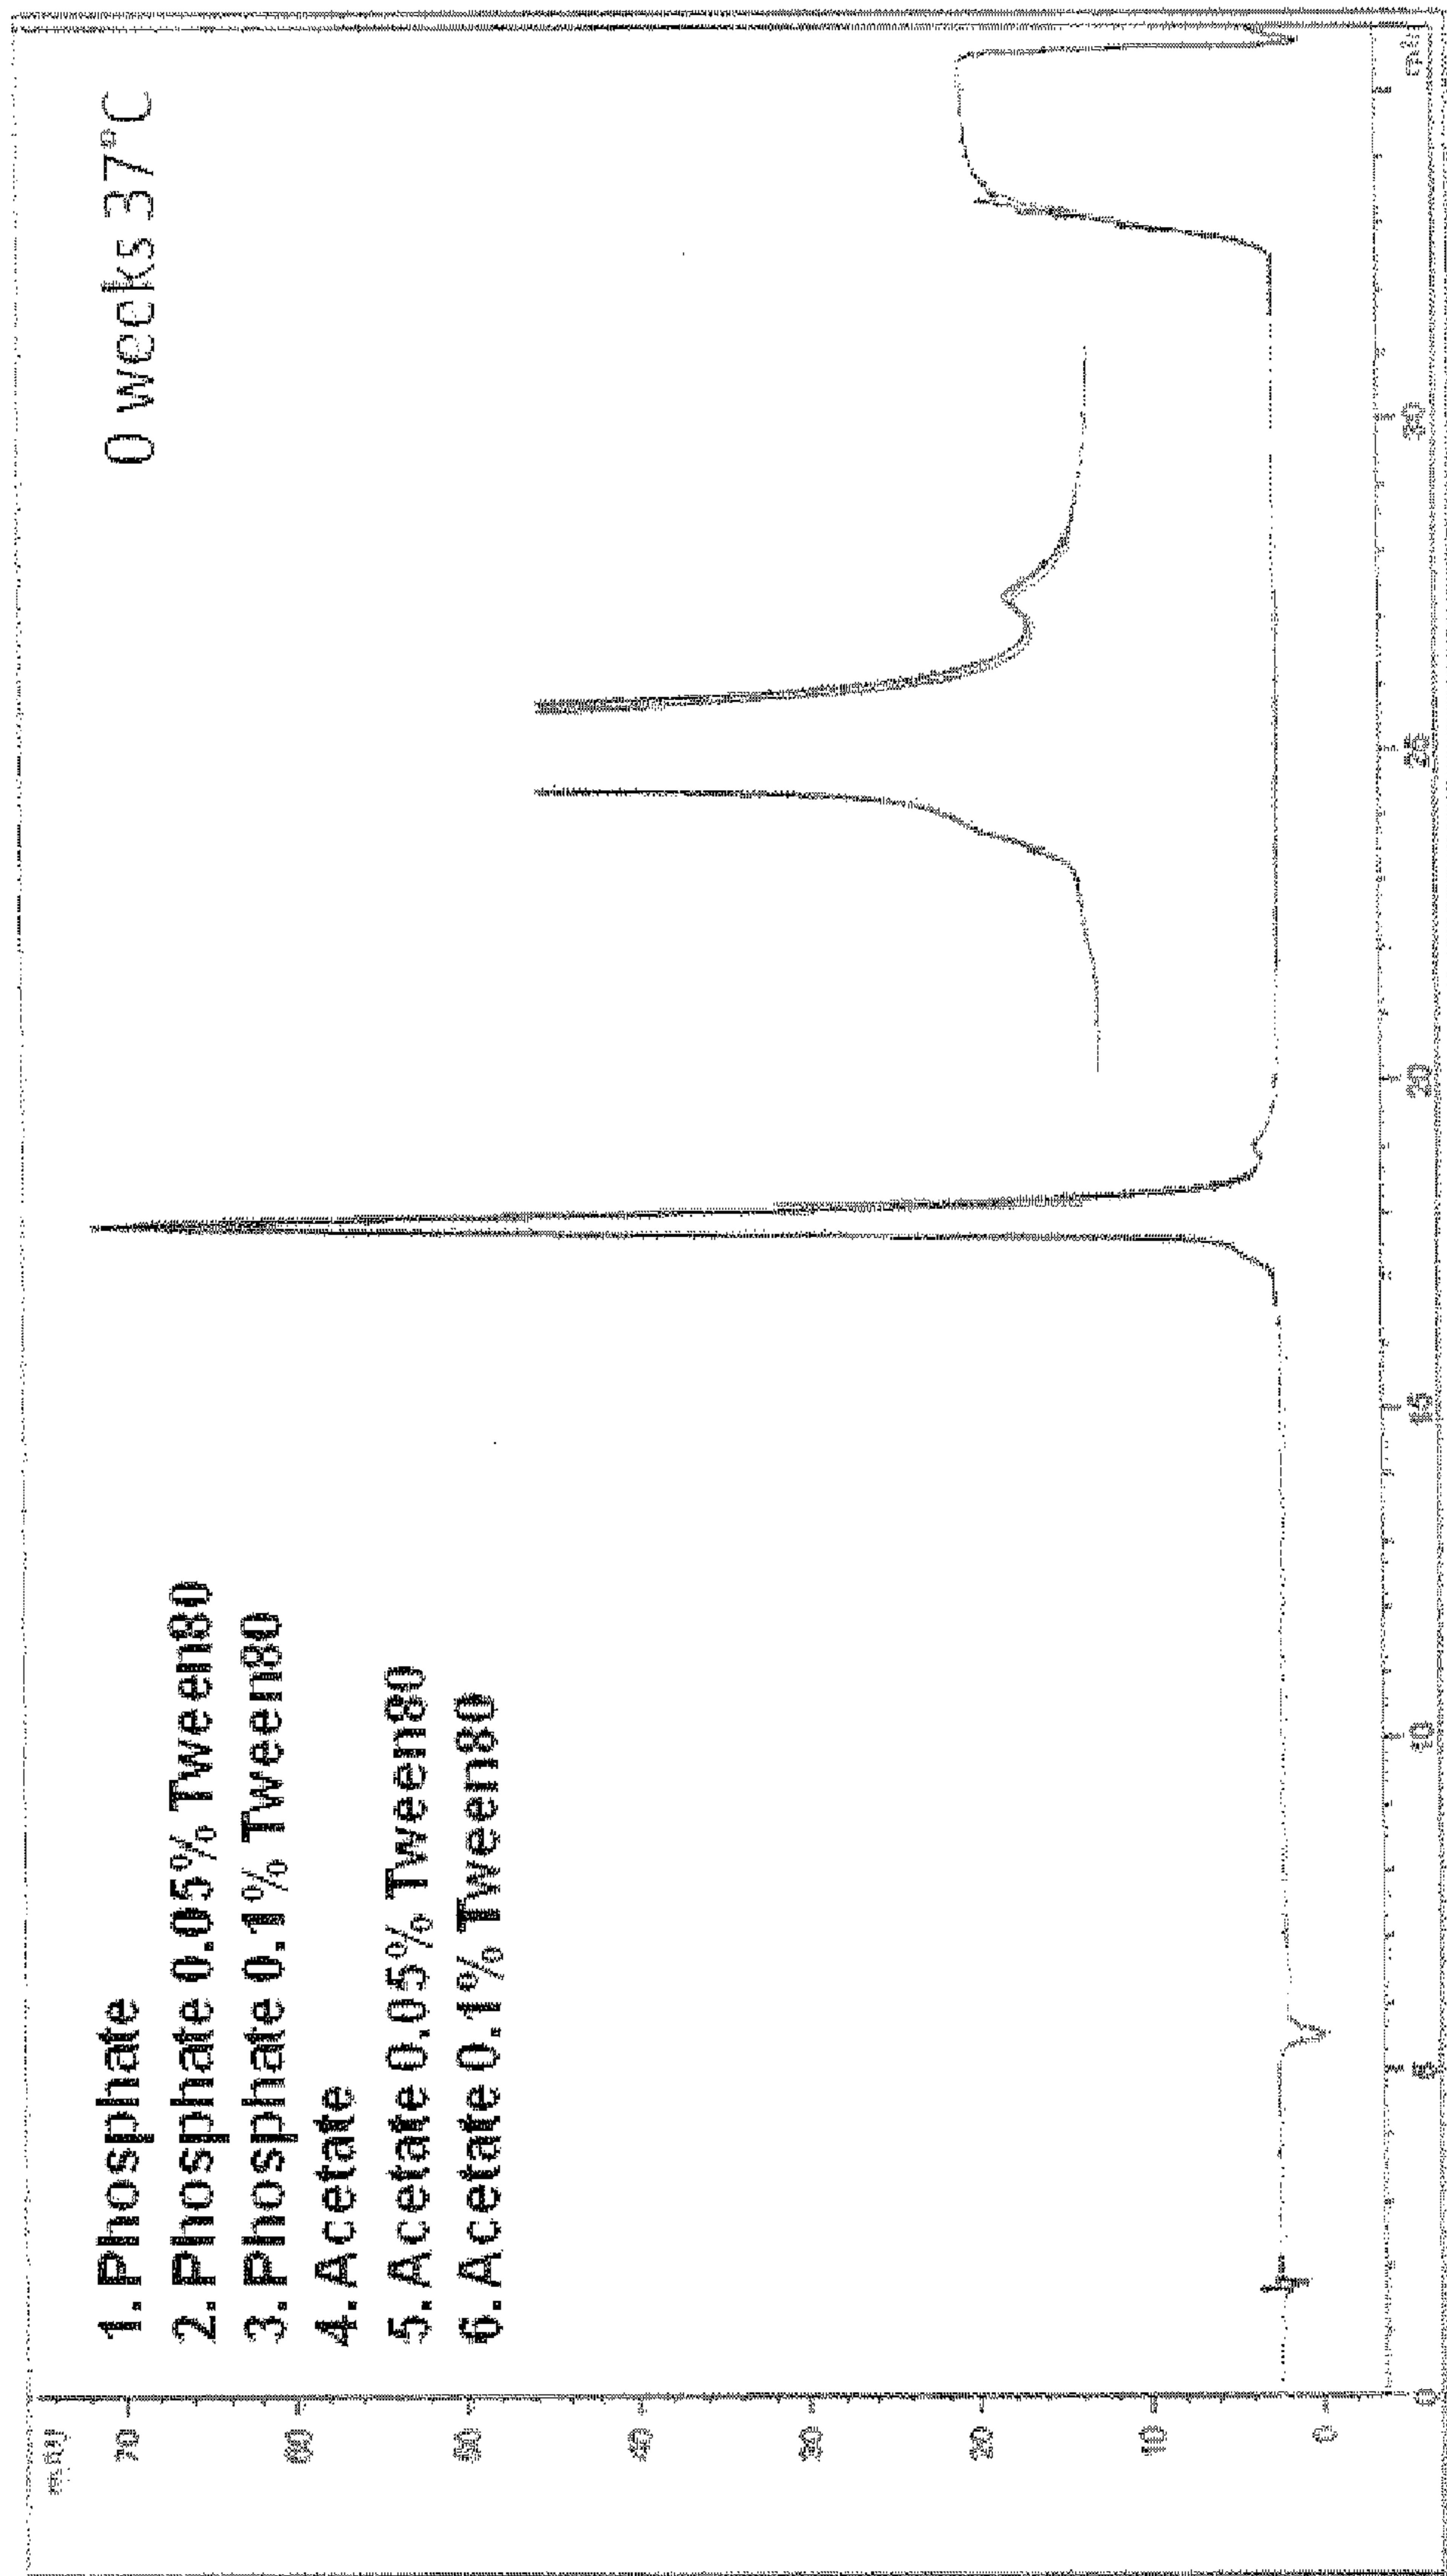 mAU
70
60
50
40
30
20
10
0
1.Phosphate
2.Phosphate 0.05% Tween80
3.Phosphate 0.1% Tween80
4.Acetate
5.Acetate 0.05% Tween80
6.Acetate 0.1% Tween80
0 weeks 37°C
0
5
10
15
20
25
30